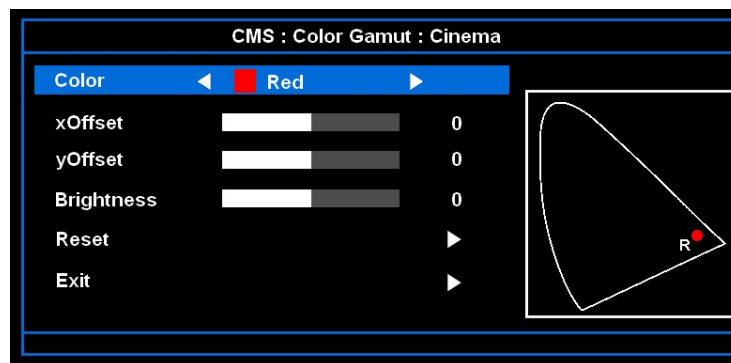 CMS : Color Gamut : Cinema
Color Red
xOffset 0
yOffset 0
Brightness 0
Reset
Exit
R